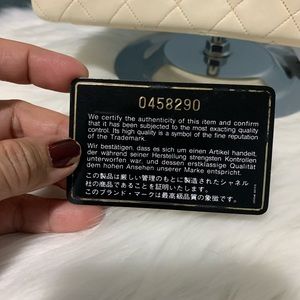 0458290
We certify the authenticity of this item and confirm
that it has been subjected to the most exacting quality
control. Its high quality is a symbol of the fine reputation
of the Trademark.
Wir bestätigen, dass es sich um einen Artikel handelt,
der während seiner Herstellung strengsten Kontrollen
unterworfen war, und dessen erstklassige Qualität
dem Ansehen unserer Marke entspricht.
この製品は厳しい管理のもとに製造されたシャネル
社の商品であることを証明いたします。
このブランド・マークは最高級品質の象徴です。